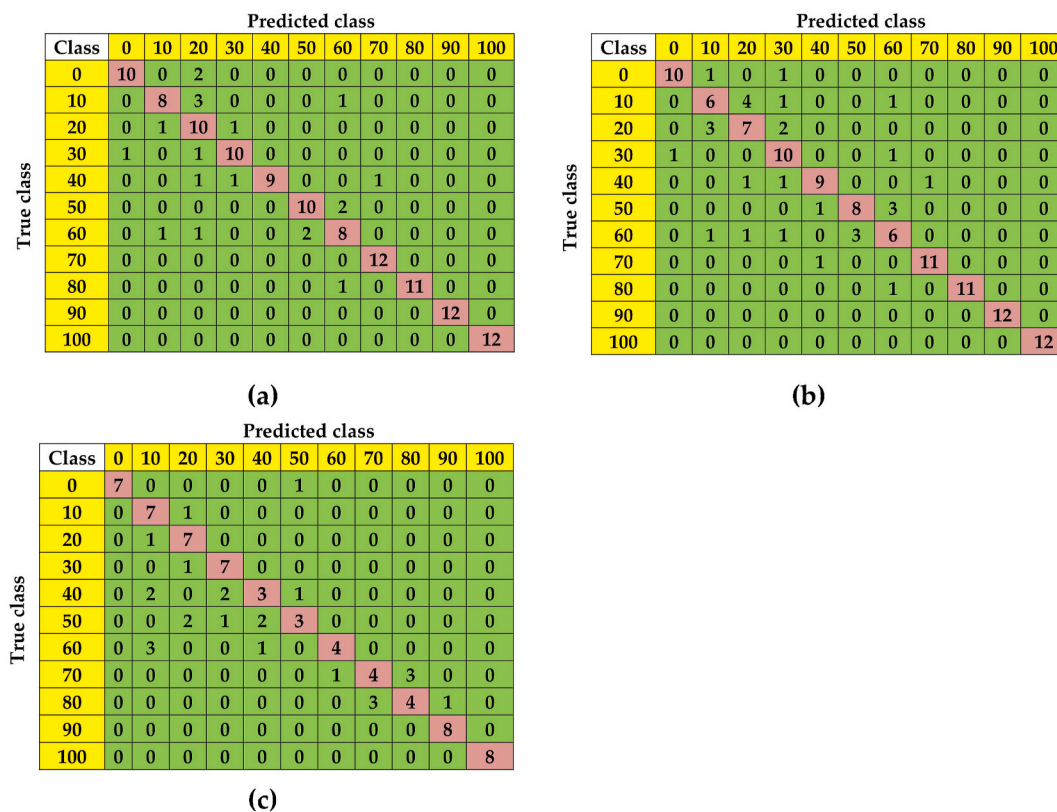 Predicted class
Class 0 10 20 30 40 50 60 70 80 90 100
0 10 0 2 0 0 0 0 0 0 0 0
10 0 8 3 0 0 0 1 0 0 0 0
20 0 1 10 1 0 0 0 0 0 0 0
30 1 0 1 10 0 0 0 0 0 0 0
40 0 0 1 1 9 0 0 1 0 0 0
50 0 0 0 0 0 10 2 0 0 0 0
60 0 1 1 0 0 2 8 0 0 0 0
70 0 0 0 0 0 0 0 12 0 0 0
80 0 0 0 0 0 0 1 0 11 0 0
90 0 0 0 0 0 0 0 0 0 12 0
100 0 0 0 0 0 0 0 0 0 0 12
True class
(a)
Predicted class
Class 0 10 20 30 40 50 60 70 80 90 100
0 10 1 0 1 0 0 0 0 0 0 0
10 0 6 4 1 0 0 1 0 0 0 0
20 0 3 7 2 0 0 0 0 0 0 0
30 1 0 0 10 0 0 1 0 0 0 0
40 0 0 1 1 9 0 0 1 0 0 0
50 0 0 0 0 1 8 3 0 0 0 0
60 0 1 1 1 0 3 6 0 0 0 0
70 0 0 0 0 1 0 0 11 0 0 0
80 0 0 0 0 0 0 1 0 11 0 0
90 0 0 0 0 0 0 0 0 0 12 0
100 0 0 0 0 0 0 0 0 0 0 12
True class
(b)
Predicted class
Class 0 10 20 30 40 50 60 70 80 90 100
0 7 0 0 0 0 1 0 0 0 0 0
10 0 7 1 0 0 0 0 0 0 0 0
20 0 1 7 0 0 0 0 0 0 0 0
30 0 0 1 7 0 0 0 0 0 0 0
40 0 2 0 2 3 1 0 0 0 0 0
50 0 0 2 1 2 3 0 0 0 0 0
60 0 3 0 0 1 0 4 0 0 0 0
70 0 0 0 0 0 0 1 4 3 0 0
80 0 0 0 0 0 0 0 3 4 1 0
90 0 0 0 0 0 0 0 0 0 8 0
100 0 0 0 0 0 0 0 0 0 0 8
True class
(c)